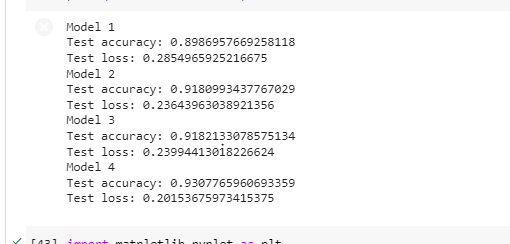 Model 1
Test accuracy: 0.8986957669258118
Test loss: 0.2854965925216675
Model 2
Test accuracy: 0.9180993437767029
Test loss: 0.23643963038921356
Model 3
Test accuracy: 0.9182133078575134
Test loss: 0.23994413018226624
Model 4
Test accuracy: 0.9307765960693359
Test loss: 0.20153675973415375
[43] import matplotlib.pyplot as plt